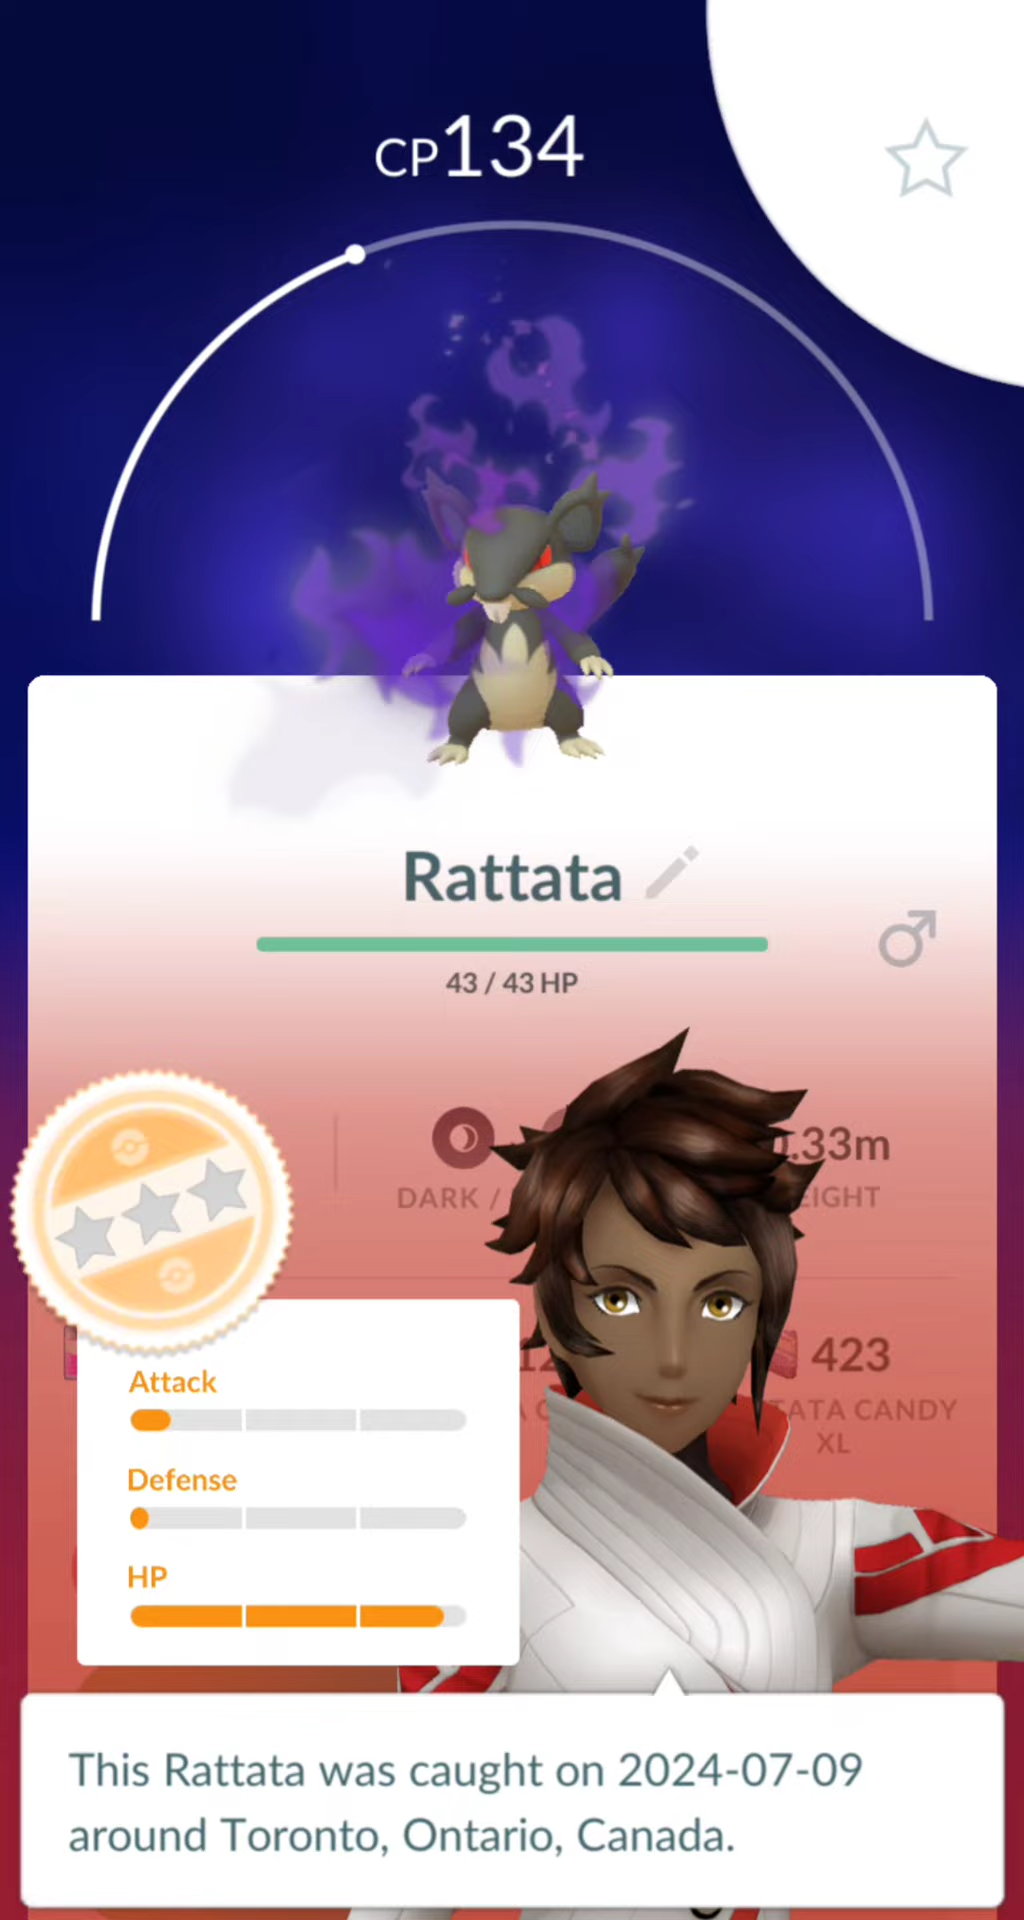 CP134
Rattata
43 / 43 HP
.33m
DARK /
EIGHT
423
TATA CANDY
XL
Attack
Defense
HP
This Rattata was caught on 2024-07-09
around Toronto, Ontario, Canada.